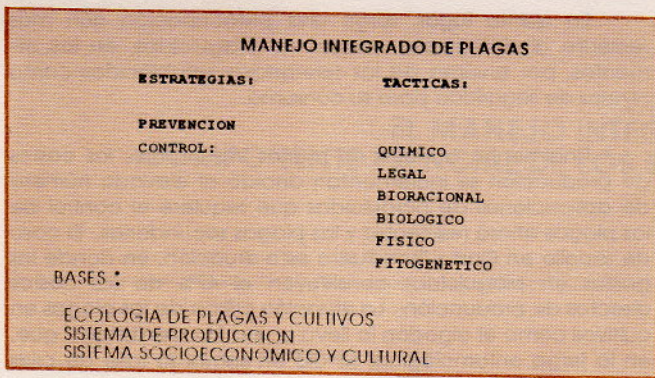 MANEJO INTEGRADO DE PLAGAS
ESTRATEGIAS: TACTICAS:
PREVENCION
CONTROL: QUIMICO
LEGAL
BIORACIONAL
BIOLOGICO
FISICO
FITOGENETICO
BASES :
ECOLOGIA DE PLAGAS Y CULTIVOS
SISTEMA DE PRODUCCION
SISTEMA SOCIOECONOMICO Y CULTURAL